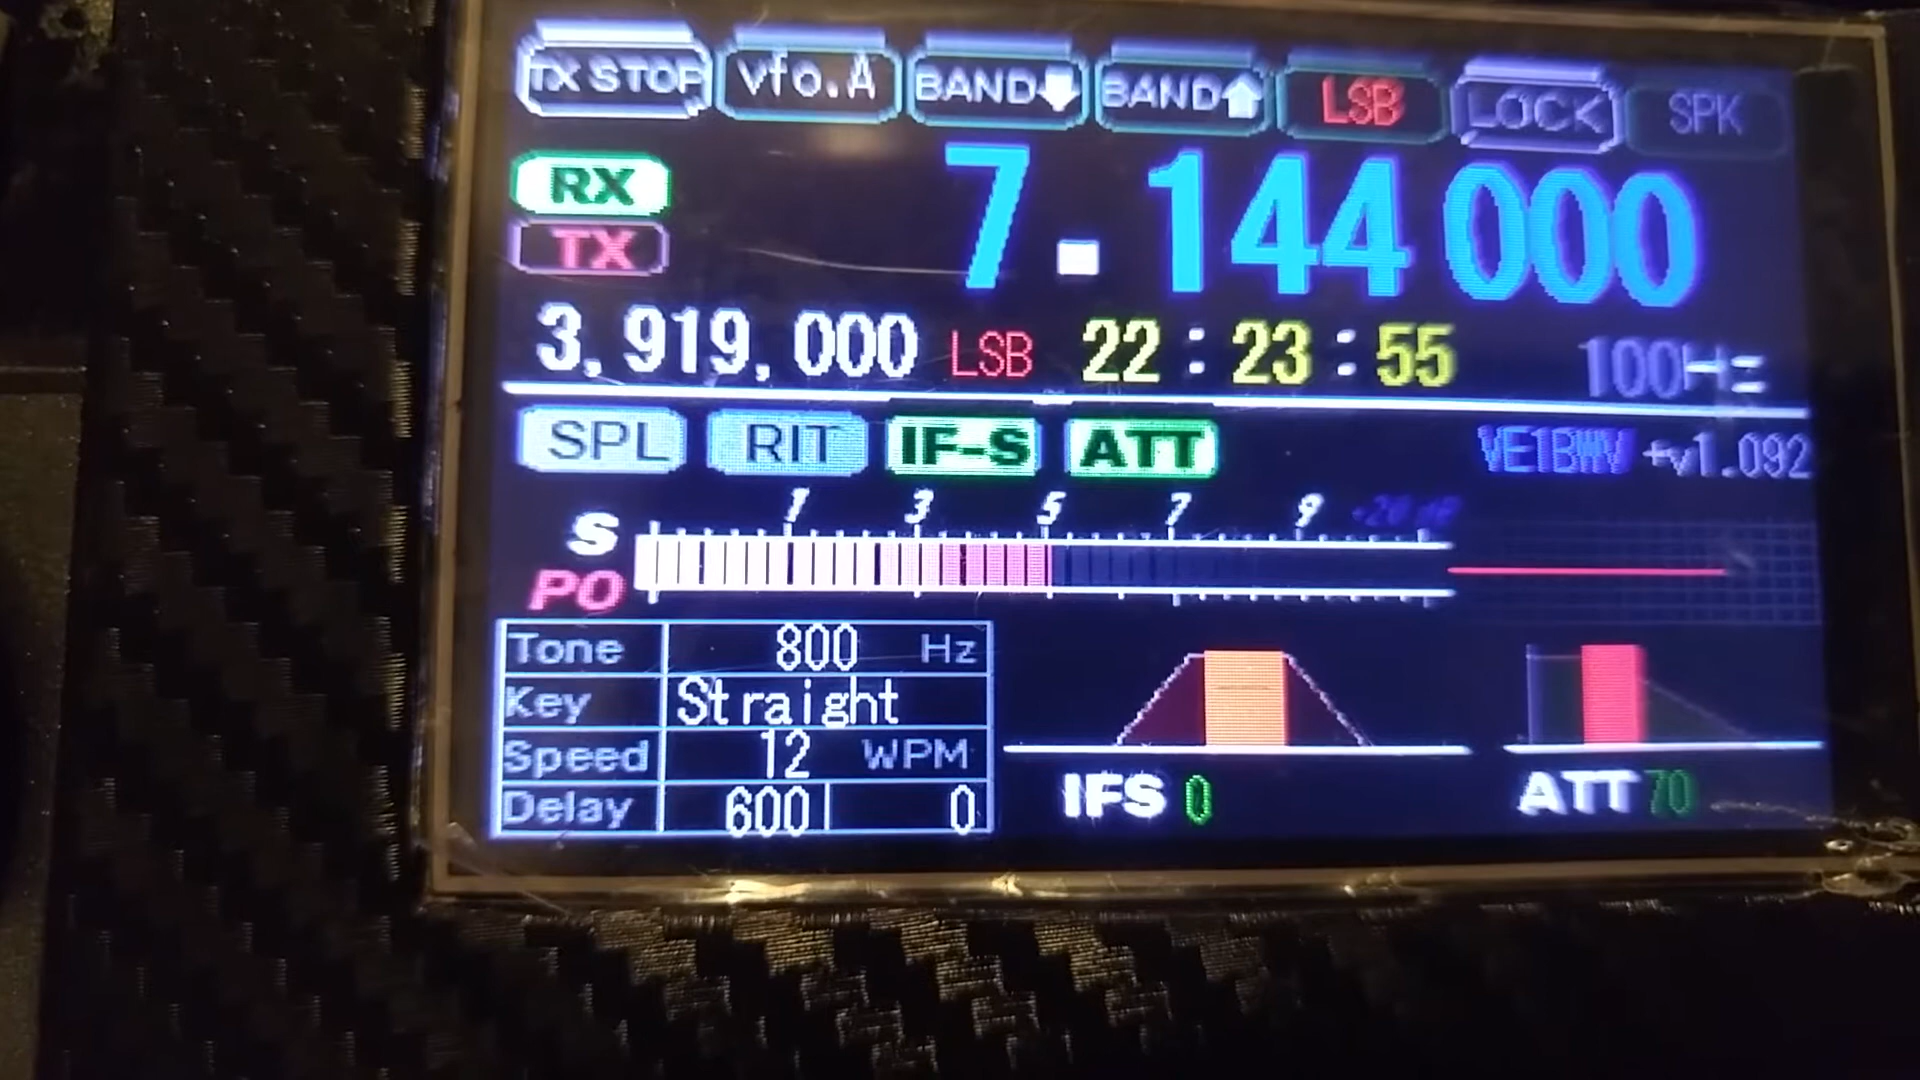 TX STOP vfo.A BAND BAND LSB LOCK SPK
RX 7.144000
TX
3,919,000 LSB 22:23:55 100Hz
SPL RIT IF-S ATT VE1BWV +v1.092
1 3 5 7 9 +20 dB
S
PO
Tone 800 Hz
Key Straight
Speed 12 WPM
Delay 600 0
IFS 0 ATT 70